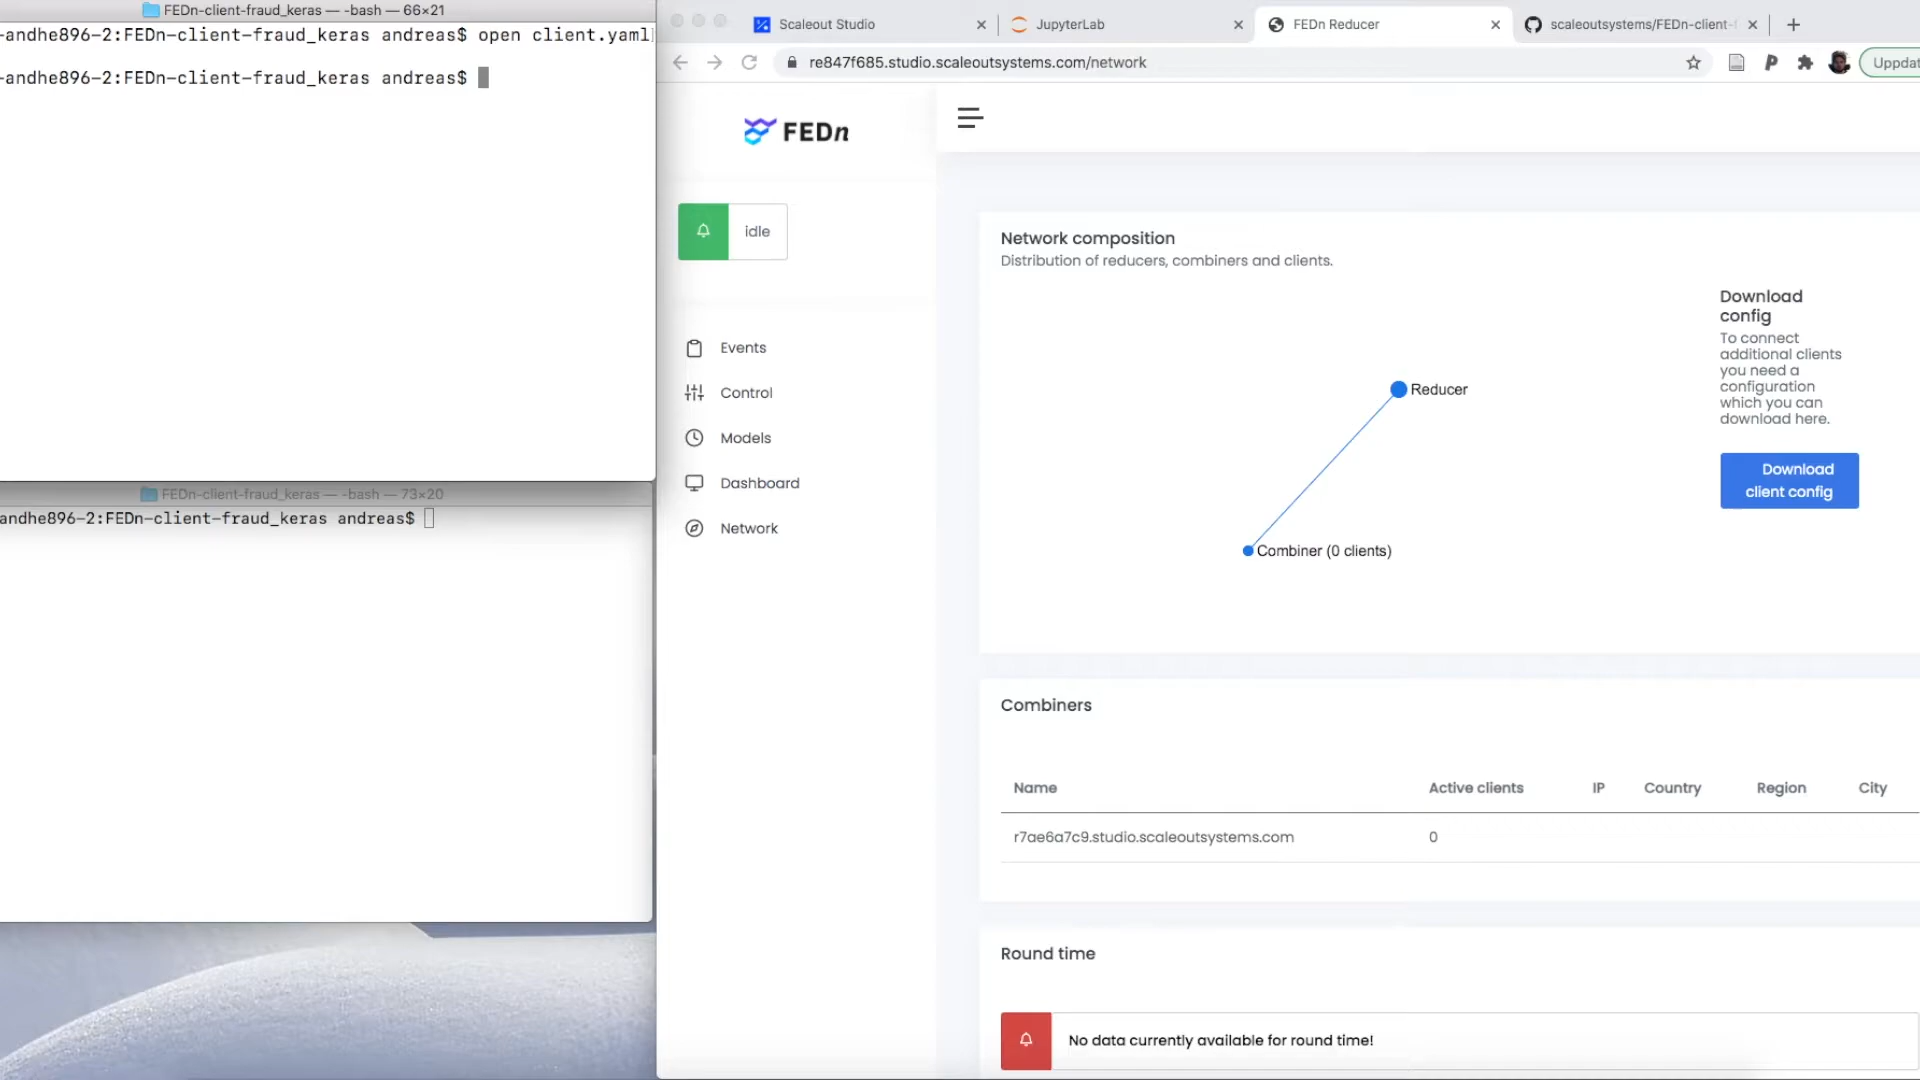 FEDn-client-fraud_keras — -bash — 66×21
-andhe896-2:FEDn-client-fraud_keras andreas$ open client.yaml
-andhe896-2:FEDn-client-fraud_keras andreas$
FEDn-client-fraud_keras — -bash — 73×20
andhe896-2:FEDn-client-fraud_keras andreas$
Scaleout Studio
JupyterLab
FEDn Reducer
scaleoutsystems/FEDn-client-
re847f685.studio.scaleoutsystems.com/network
Uppdat
FEDn
idle
Events
Control
Models
Dashboard
Network
Network composition
Distribution of reducers, combiners and clients.
Reducer
Combiner (0 clients)
Download
config
To connect
additional clients
you need a
configuration
which you can
download here.
Download
client config
Combiners
Name Active clients IP Country Region City
r7ae6a7c9.studio.scaleoutsystems.com 0
Round time
No data currently available for round time!